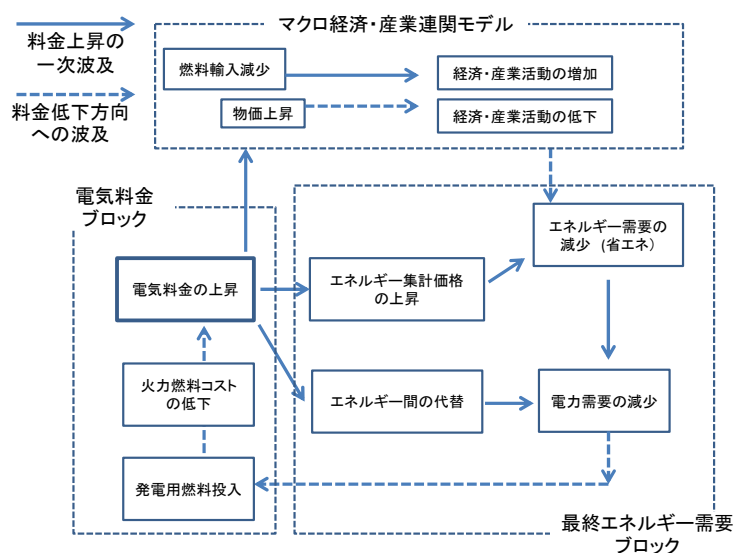 マクロ経済・産業連関モデル
料金上昇の
一次波及
料金低下方向
への波及
燃料輸入減少
経済・産業活動の増加
物価上昇
経済・産業活動の低下
電気料金
ブロック
エネルギー需要の
減少 (省エネ)
電気料金の上昇
エネルギー集計価格
の上昇
火力燃料コスト
の低下
エネルギー間の代替
電力需要の減少
発電用燃料投入
最終エネルギー需要
ブロック